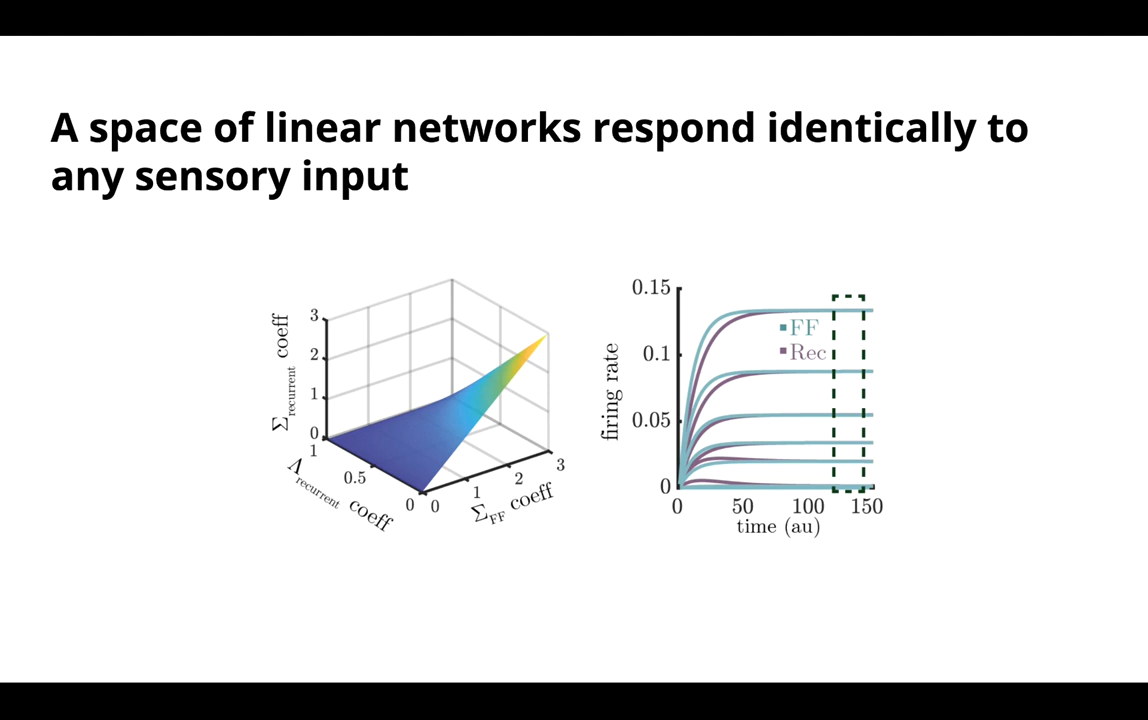 A space of linear networks respond identically to
any sensory input
Σrecurrent coeff
3
2
1
0
1
0.5
0
Λrecurrent coeff
0
1
2
3
ΣFF coeff
firing rate
0.15
0.1
0.05
0
FF
Rec
0
50
100
150
time (au)